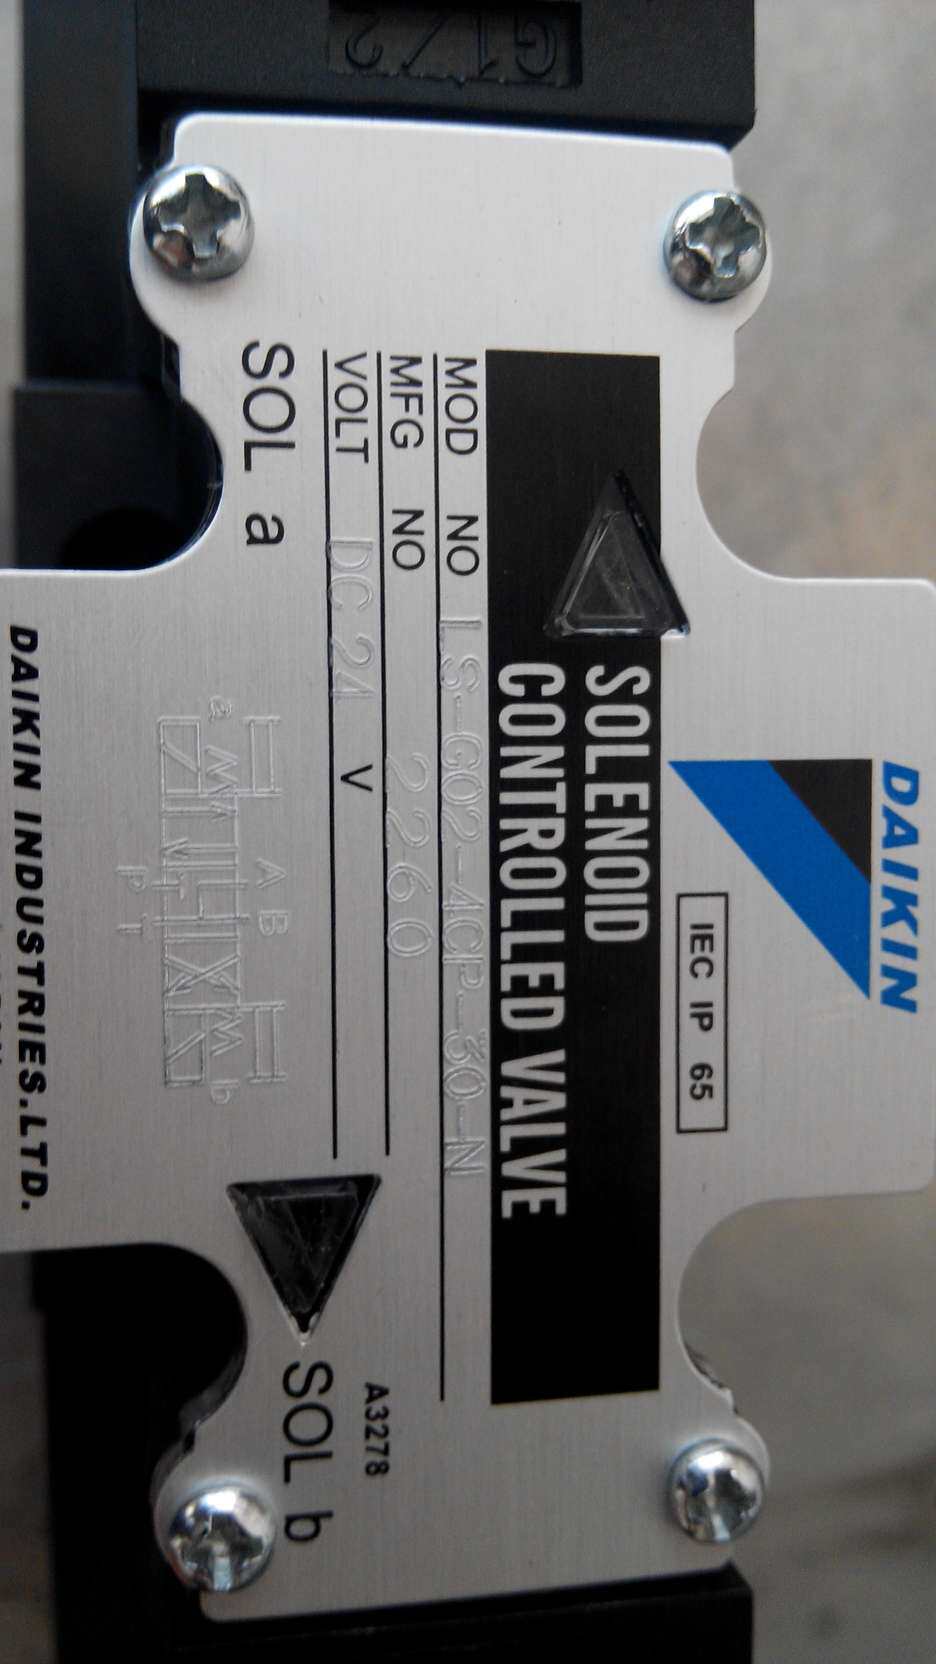 G1/2
DAIKIN
IEC IP 65
SOLENOID
CONTROLLED VALVE
MOD NO LS-G02-4CP-30-N
MFG NO 2260
VOLT DC 24 V
A3278
SOL a
SOL b
A B
a b
P T
DAIKIN INDUSTRIES.LTD.